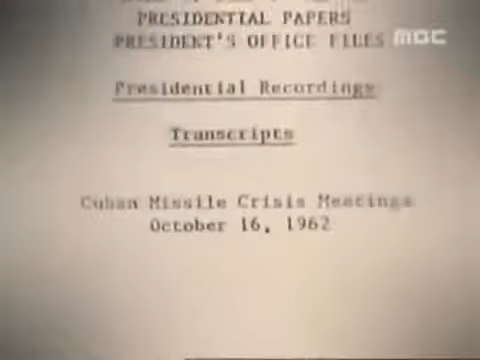 PRESIDENTIAL PAPERS
PRESIDENT'S OFFICE FILES
MBC
Presidential Recordings
Transcripts
Cuban Missile Crisis Meetings
October 16, 1962